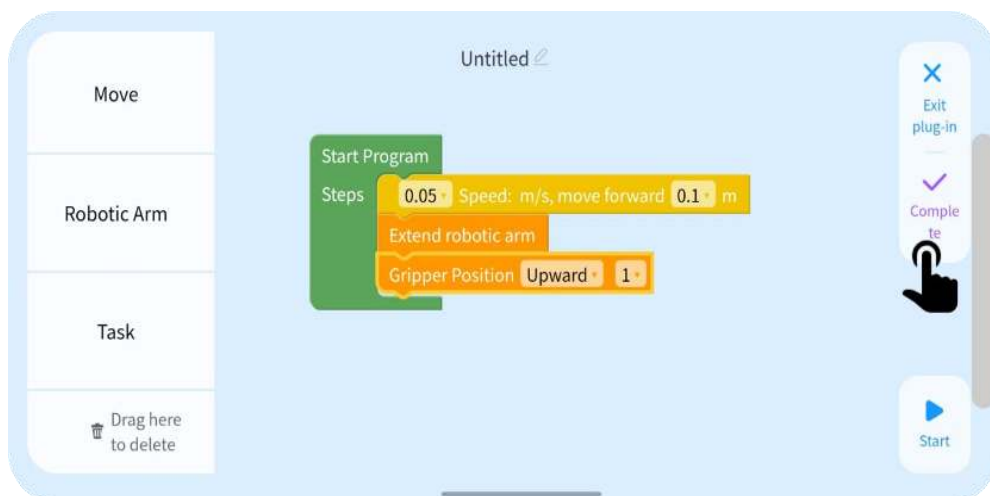 Untitled
Move
Robotic Arm
Task
Drag here
to delete
Start Program
Steps
0.05 Speed: m/s, move forward 0.1 m
Extend robotic arm
Gripper Position Upward 1
Exit
plug-in
Comple
te
Start